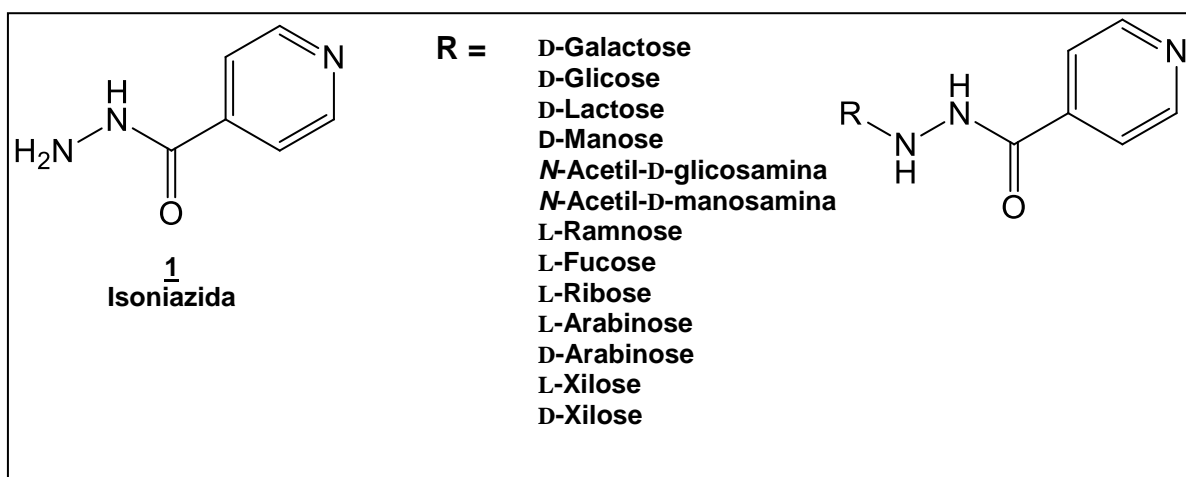 H
N
H₂N
O
N
1
Isoniazida
R =
D-Galactose
D-Glicose
D-Lactose
D-Manose
N-Acetil-D-glicosamina
N-Acetil-D-manosamina
L-Ramnose
L-Fucose
L-Ribose
L-Arabinose
D-Arabinose
L-Xilose
D-Xilose
R
N
H
H
N
O
N